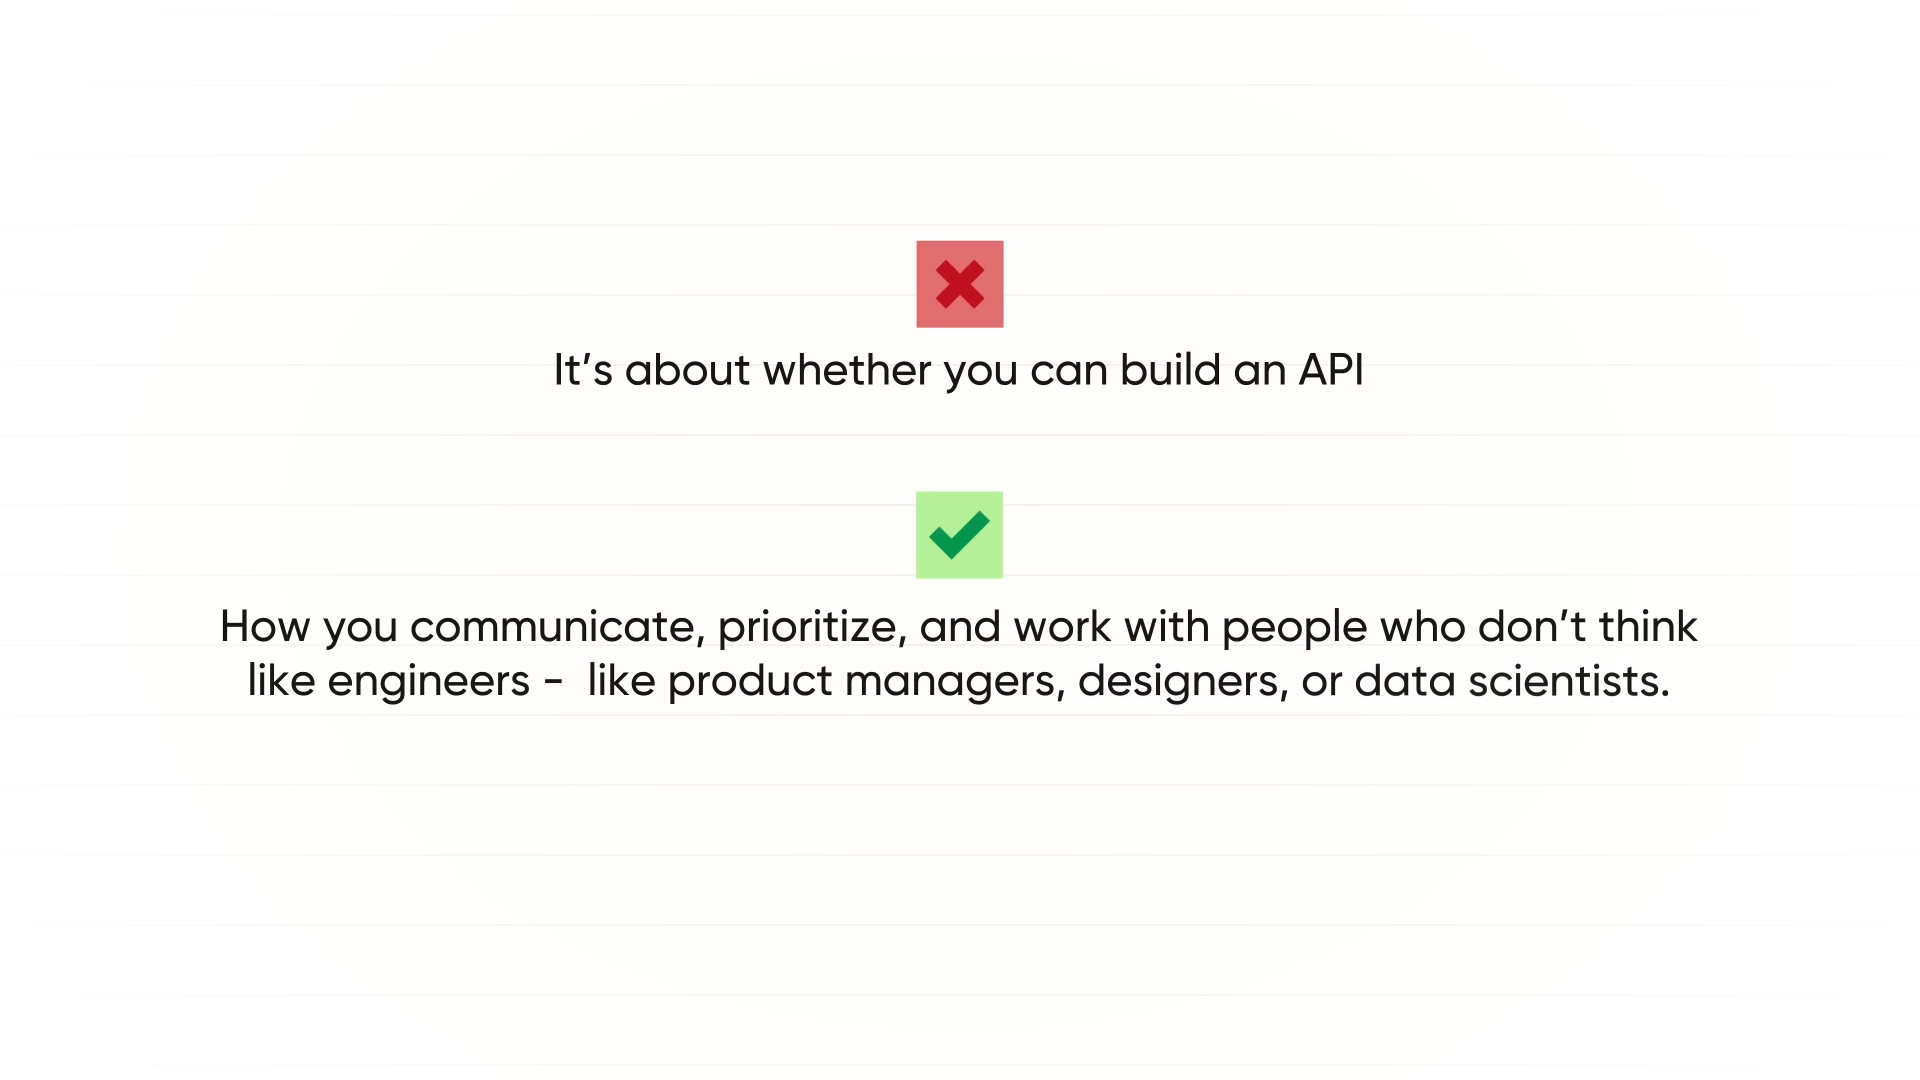 It’s about whether you can build an API
How you communicate, prioritize, and work with people who don’t think
like engineers -  like product managers, designers, or data scientists.